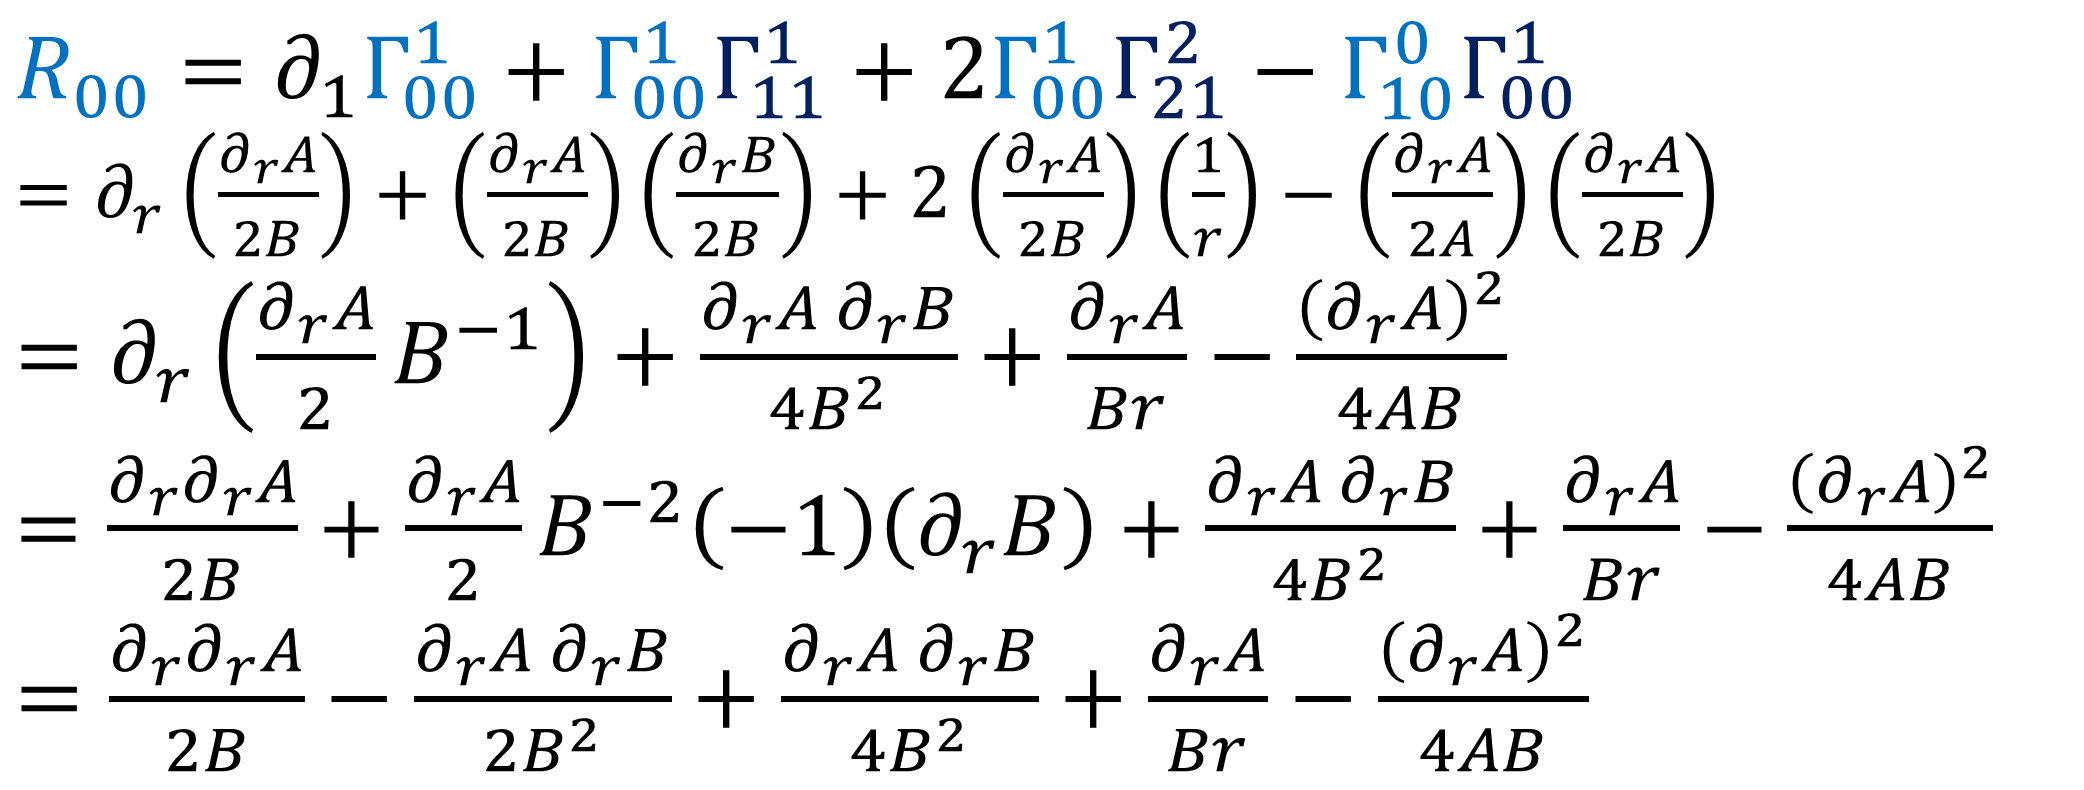 R₀₀ = ∂₁Γ¹₀₀ + Γ¹₀₀Γ¹₁₁ + 2Γ¹₀₀Γ²₂₁ − Γ⁰₁₀Γ¹₀₀
= ∂ᵣ(∂ᵣA/2B) + (∂ᵣA/2B)(∂ᵣB/2B) + 2(∂ᵣA/2B)(1/r) − (∂ᵣA/2A)(∂ᵣA/2B)
= ∂ᵣ(∂ᵣA/2 B⁻¹) + ∂ᵣA ∂ᵣB/4B² + ∂ᵣA/Br − (∂ᵣA)²/4AB
= ∂ᵣ∂ᵣA/2B + ∂ᵣA/2 B⁻²(−1)(∂ᵣB) + ∂ᵣA ∂ᵣB/4B² + ∂ᵣA/Br − (∂ᵣA)²/4AB
= ∂ᵣ∂ᵣA/2B − ∂ᵣA ∂ᵣB/2B² + ∂ᵣA ∂ᵣB/4B² + ∂ᵣA/Br − (∂ᵣA)²/4AB